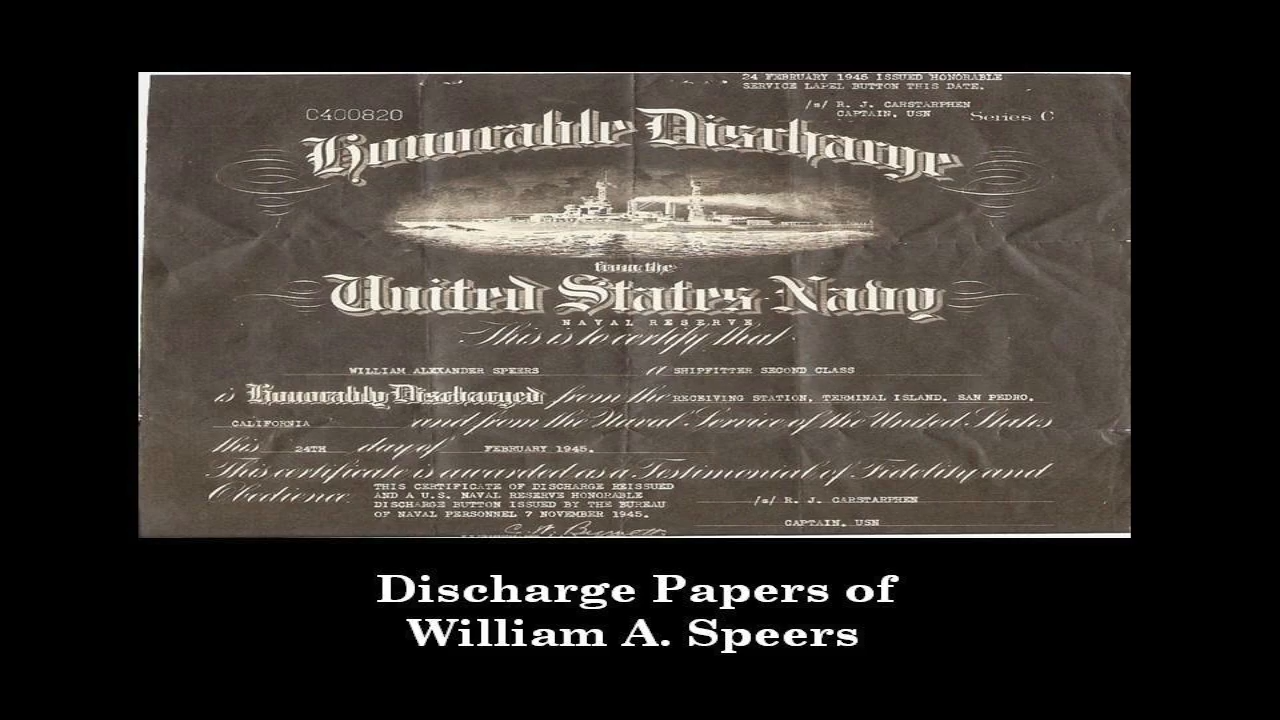 24 FEBRUARY 1945 ISSUED HONORABLE
SERVICE LAPEL BUTTON THIS DATE.
/s/ R. J. CARSTARPHEN
CAPTAIN, USN
C400820
Series C
Honorable Discharge
from the
United States Navy
NAVAL RESERVE
This is to certify that
WILLIAM ALEXANDER SPEERS a SHIPFITTER SECOND CLASS
is Honorably Discharged from the RECEIVING STATION, TERMINAL ISLAND, SAN PEDRO,
CALIFORNIA and from the Naval Service of the United States
this 24TH day of FEBRUARY 1945.
This certificate is awarded as a Testimonial of Fidelity and
Obedience.
THIS CERTIFICATE OF DISCHARGE REISSUED
AND A U.S. NAVAL RESERVE HONORABLE
DISCHARGE BUTTON ISSUED BY THE BUREAU
OF NAVAL PERSONNEL 7 NOVEMBER 1945.
/s/ R. J. CARSTARPHEN
CAPTAIN, USN
Discharge Papers of
William A. Speers